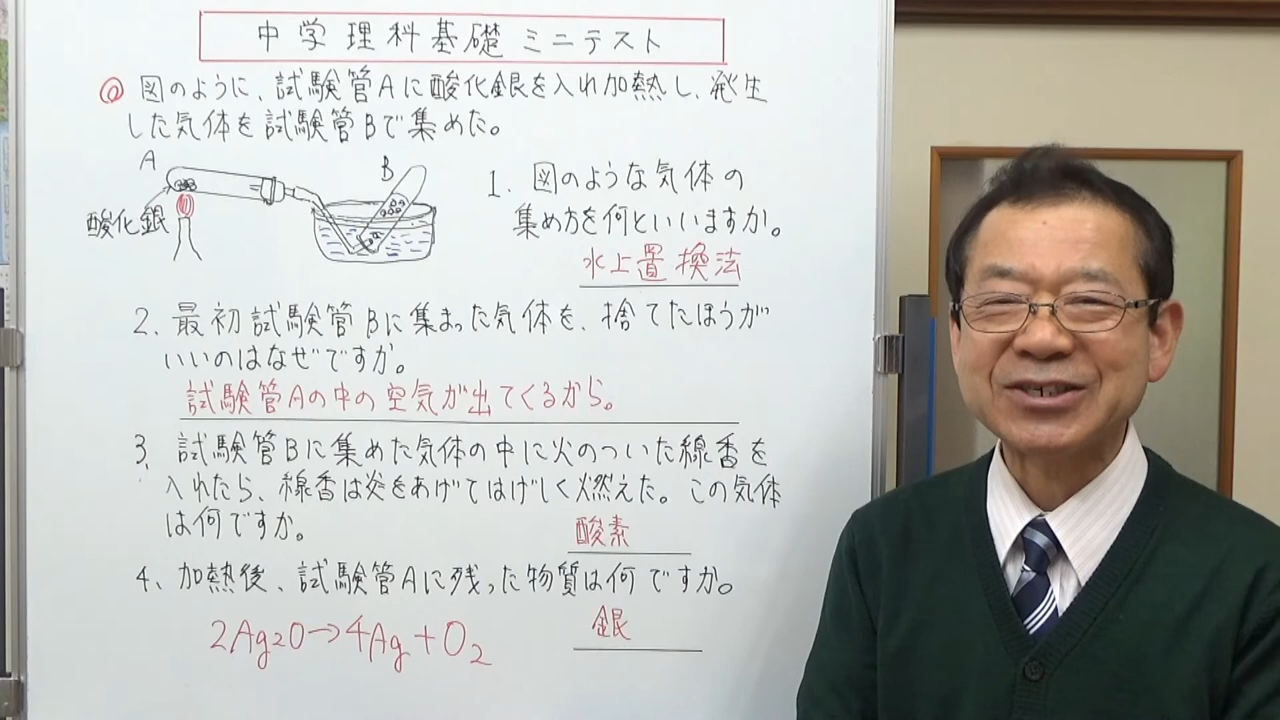 中学理科基礎ミニテスト
◎ 図のように、試験管Aに酸化銀を入れ加熱し、発生
した気体を試験管Bで集めた。
A
B
酸化銀
1. 図のような気体の
集め方を何といいますか。
水上置換法
2. 最初試験管Bに集まった気体を、捨てたほうが
いいのはなぜですか。
試験管Aの中の空気が出てくるから。
3、試験管Bに集めた気体の中に火のついた線香を
入れたら、線香は炎をあげてはげしく燃えた。この気体
は何ですか。
酸素
4、加熱後、試験管Aに残った物質は何ですか。
銀
2Ag2O→4Ag+O2